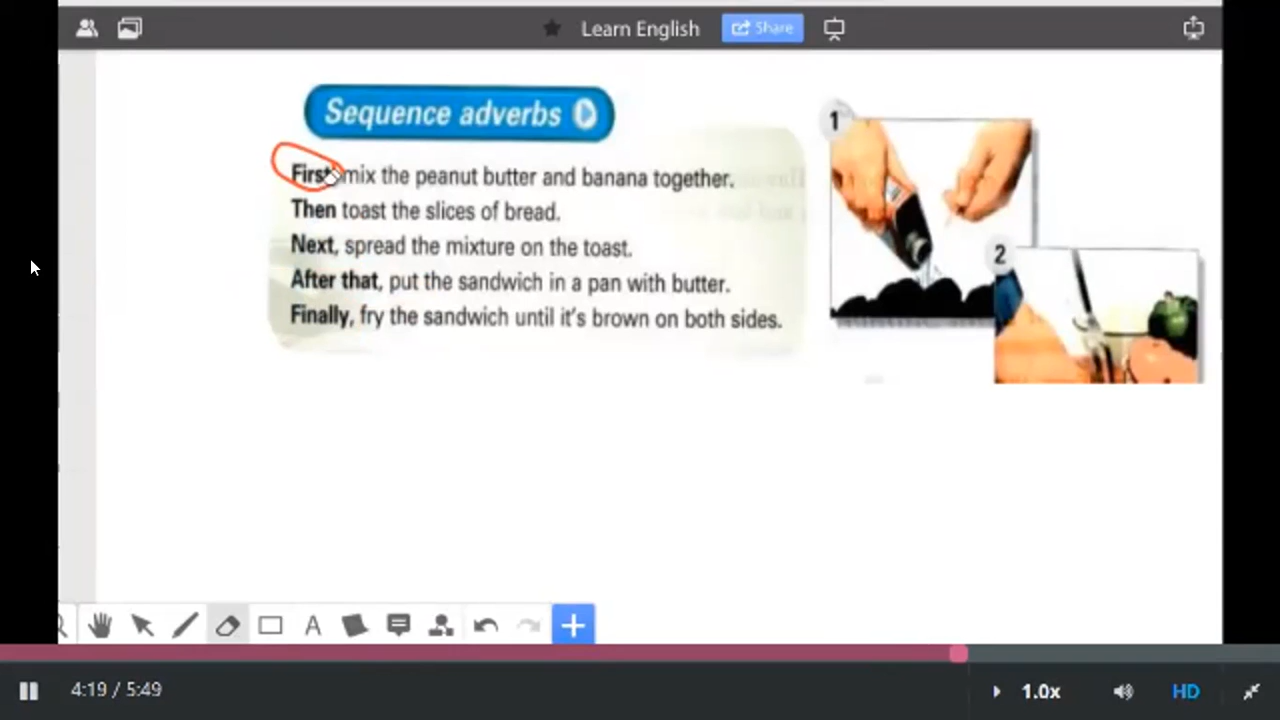 Learn English
Share
Sequence adverbs
First, mix the peanut butter and banana together.
Then toast the slices of bread.
Next, spread the mixture on the toast.
After that, put the sandwich in a pan with butter.
Finally, fry the sandwich until it's brown on both sides.
1
2
A
4:19 / 5:49
1.0x
HD